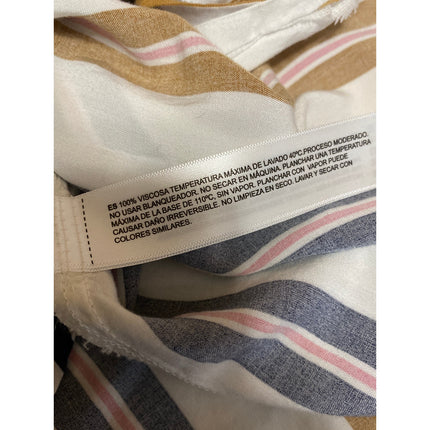 ES 100% VISCOSA TEMPERATURA MÁXIMA DE LAVADO 40ºC.PROCESO MODERADO.
NO USAR BLANQUEADOR. NO SECAR EN MÁQUINA. PLANCHAR UNA TEMPERATURA
MÁXIMA DE LA BASE DE 110ºC, SIN VAPOR. PLANCHAR CON VAPOR PUEDE
CAUSAR DAÑO IRREVERSIBLE. NO LIMPIEZA EN SECO. LAVAR Y SECAR CON
COLORES SIMILARES.